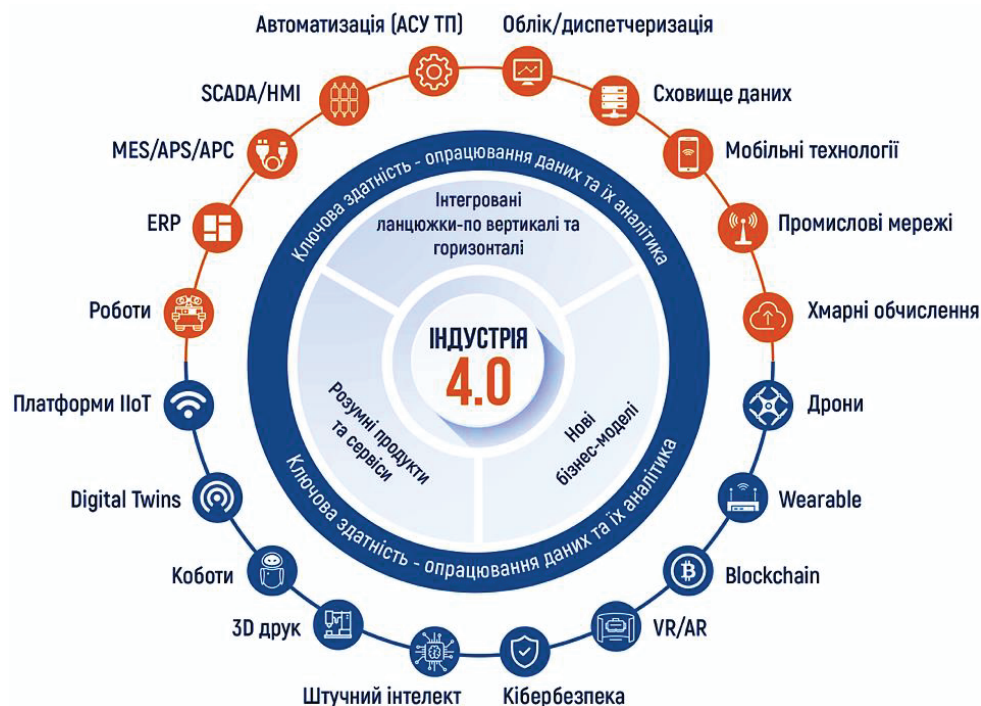 Автоматизація (АСУ ТП)
Облік/диспетчеризація
SCADA/HMI
Сховище даних
MES/APS/APC
Мобільні технології
ERP
Промислові мережі
Роботи
Хмарні обчислення
Платформи IIoT
Дрони
Digital Twins
Wearable
Коботи
Blockchain
3D друк
VR/AR
Штучний інтелект
Кібербезпека
Ключова здатність - опрацювання даних та їх аналітика
Інтегровані
ланцюжки-по вертикалі та
горизонталі
ІНДУСТРІЯ
4.0
Розумні продукти
та сервіси
Нові
бізнес-моделі
Ключова здатність - опрацювання даних та їх аналітика